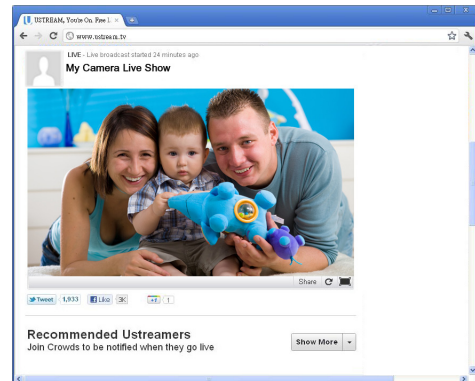 USTREAM, You're On. Free L
www.ustream.tv
LIVE - Live broadcast started 24 minutes ago
My Camera Live Show
Share
Tweet 1,933 Like 3K +1 1
Recommended Ustreamers
Join Crowds to be notified when they go live
Show More